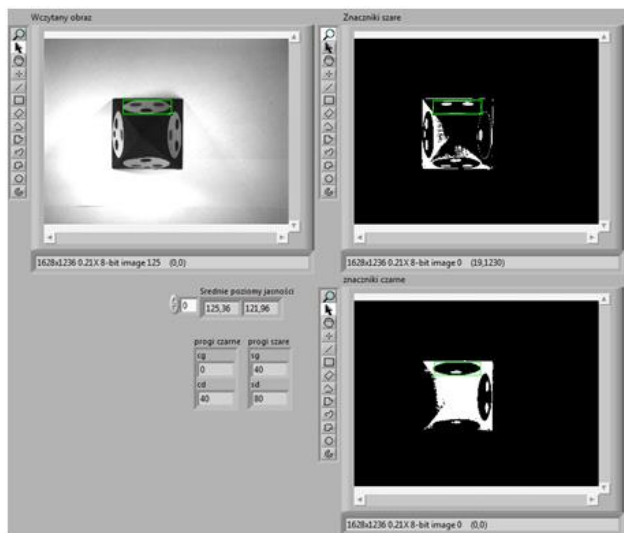 Wczytany obraz
Znaczniki szare
1628x1236 0.21X 8-bit image 125 (0,0)
1628x1236 0.21X 8-bit image 0 (19,1230)
znaczniki czarne
Srednie poziomy jasności
0 125,36 121,96
progi czarne progi szare
cg sg
0 40
cd sd
40 80
1628x1236 0.21X 8-bit image 0 (0,0)